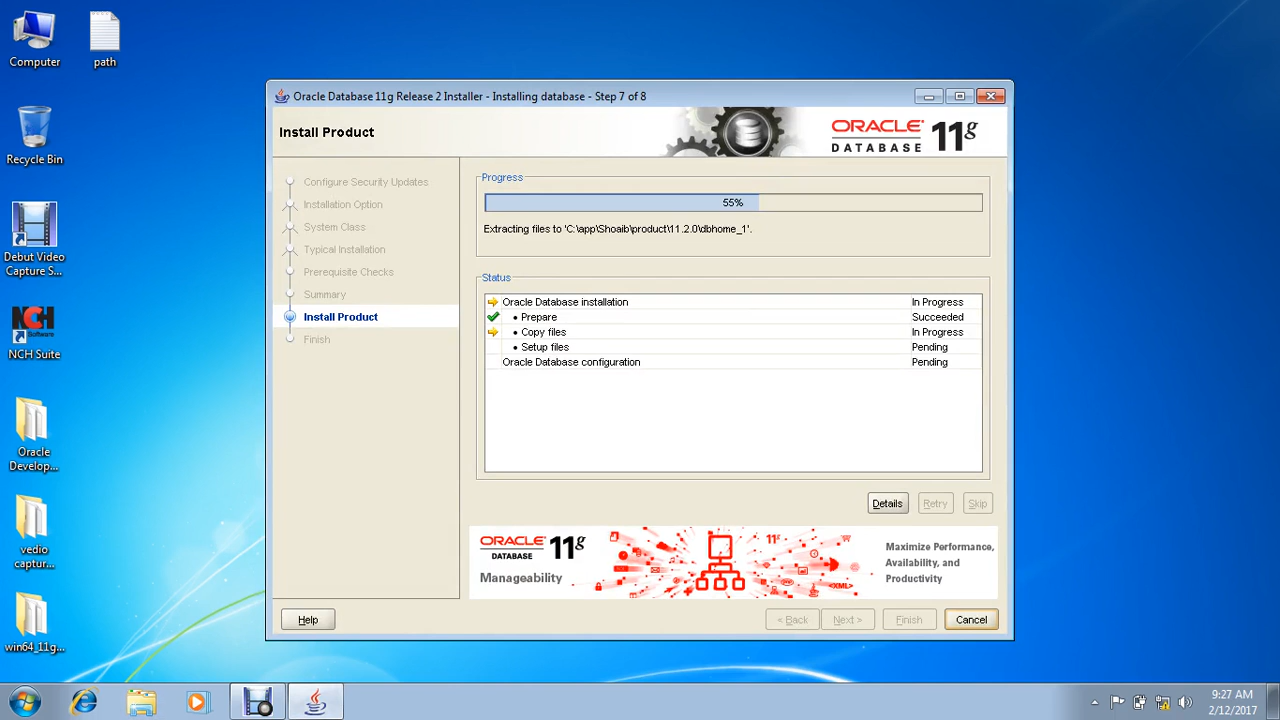 Computer
path
Recycle Bin
Debut Video
Capture S...
NCH
Software
NCH Suite
Oracle
Develop...
vedio
captur...
win64_11g...
Oracle Database 11g Release 2 Installer - Installing database - Step 7 of 8
Install Product
ORACLE
DATABASE
11g
Configure Security Updates
Installation Option
System Class
Typical Installation
Prerequisite Checks
Summary
Install Product
Finish
Progress
55%
Extracting files to 'C:\app\Shoaib\product\11.2.0\dbhome_1'.
Status
Oracle Database installation In Progress
• Prepare Succeeded
• Copy files In Progress
• Setup files Pending
Oracle Database configuration Pending
Details Retry Skip
ORACLE
DATABASE
11g
Manageability
11g
<XML>
Maximize Performance,
Availability, and
Productivity
Help < Back Next > Finish Cancel
9:27 AM
2/12/2017